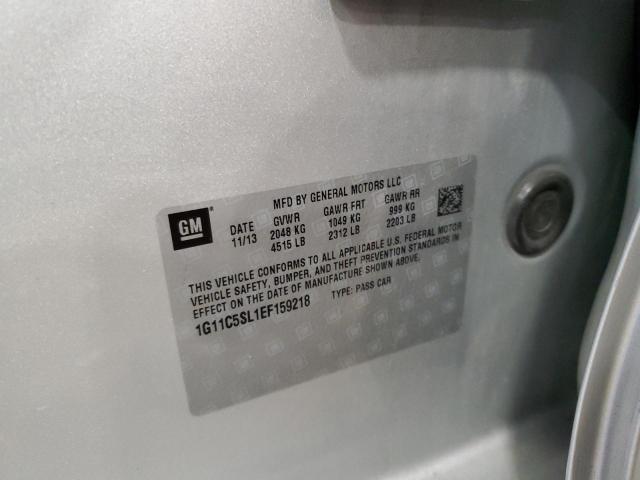 MFD BY GENERAL MOTORS LLC
GM
DATE GVWR GAWR FRT GAWR RR
11/13 2048 KG 1049 KG 999 KG
4515 LB 2312 LB 2203 LB
THIS VEHICLE CONFORMS TO ALL APPLICABLE U.S. FEDERAL MOTOR
VEHICLE SAFETY, BUMPER, AND THEFT PREVENTION STANDARDS IN
EFFECT ON THE DATE OF MANUFACTURE SHOWN ABOVE.
1G11C5SL1EF159218 TYPE: PASS CAR